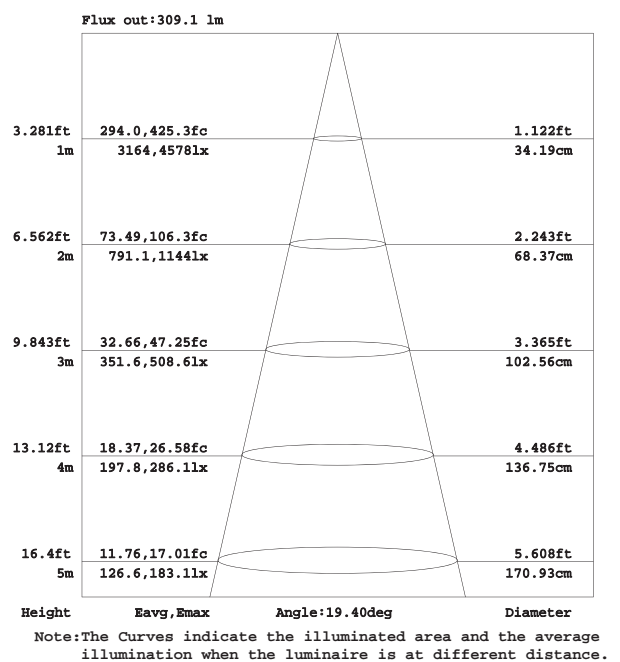 Flux out:309.1 lm
3.281ft 294.0,425.3fc 1.122ft
1m 3164,4578lx 34.19cm
6.562ft 73.49,106.3fc 2.243ft
2m 791.1,1144lx 68.37cm
9.843ft 32.66,47.25fc 3.365ft
3m 351.6,508.6lx 102.56cm
13.12ft 18.37,26.58fc 4.486ft
4m 197.8,286.1lx 136.75cm
16.4ft 11.76,17.01fc 5.608ft
5m 126.6,183.1lx 170.93cm
Height Eavg,Emax Angle:19.40deg Diameter
Note:The Curves indicate the illuminated area and the average
illumination when the luminaire is at different distance.